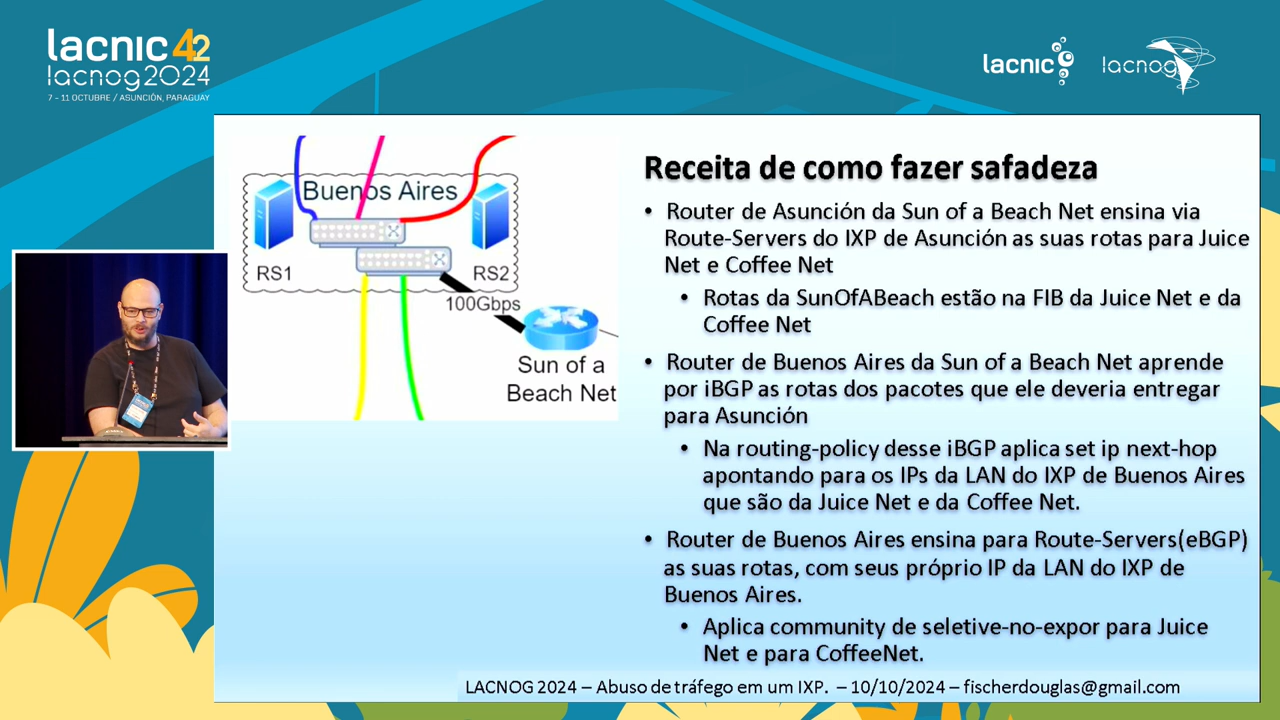 lacnic 42
lacnog2024
7 - 11 OCTUBRE / ASUNCIÓN, PARAGUAY
lacnic
lacnog
Buenos Aires
RS1
RS2
100Gbps
Sun of a
Beach Net
Receita de como fazer safadeza
• Router de Asunción da Sun of a Beach Net ensina via
Route-Servers do IXP de Asunción as suas rotas para Juice
Net e Coffee Net
• Rotas da SunOfABeach estão na FIB da Juice Net e da
Coffee Net
• Router de Buenos Aires da Sun of a Beach Net aprende
por iBGP as rotas dos pacotes que ele deveria entregar
para Asunción
• Na routing-policy desse iBGP aplica set ip next-hop
apontando para os IPs da LAN do IXP de Buenos Aires
que são da Juice Net e da Coffee Net.
• Router de Buenos Aires ensina para Route-Servers(eBGP)
as suas rotas, com seus próprio IP da LAN do IXP de
Buenos Aires.
• Aplica community de seletive-no-expor para Juice
Net e para CoffeeNet.
LACNOG 2024 – Abuso de tráfego em um IXP. – 10/10/2024 – fischerdouglas@gmail.com